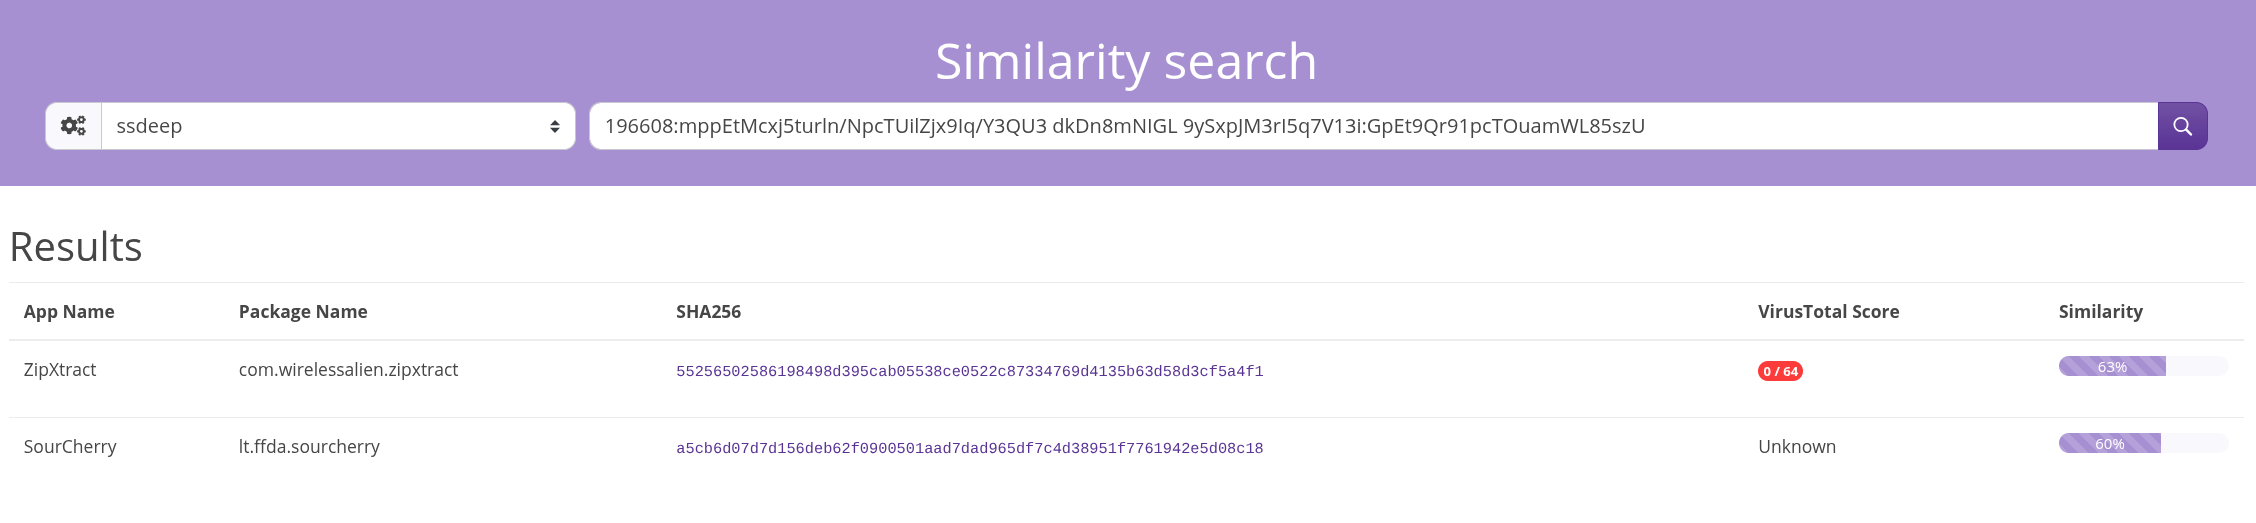 Similarity search
ssdeep
196608:mppEtMcxj5turln/NpcTUilZjx9Iq/Y3QU3 dkDn8mNIGL 9ySxpJM3rI5q7V13i:GpEt9Qr91pcTOuamWL85szU
Results
App Name Package Name SHA256 VirusTotal Score Similarity
ZipXtract com.wirelessalien.zipxtract 55256502586198498d395cab05538ce0522c87334769d4135b63d58d3cf5a4f1 0 / 64 63%
SourCherry lt.ffda.sourcherry a5cb6d07d7d156deb62f0900501aad7dad965df7c4d38951f7761942e5d08c18 Unknown 60%